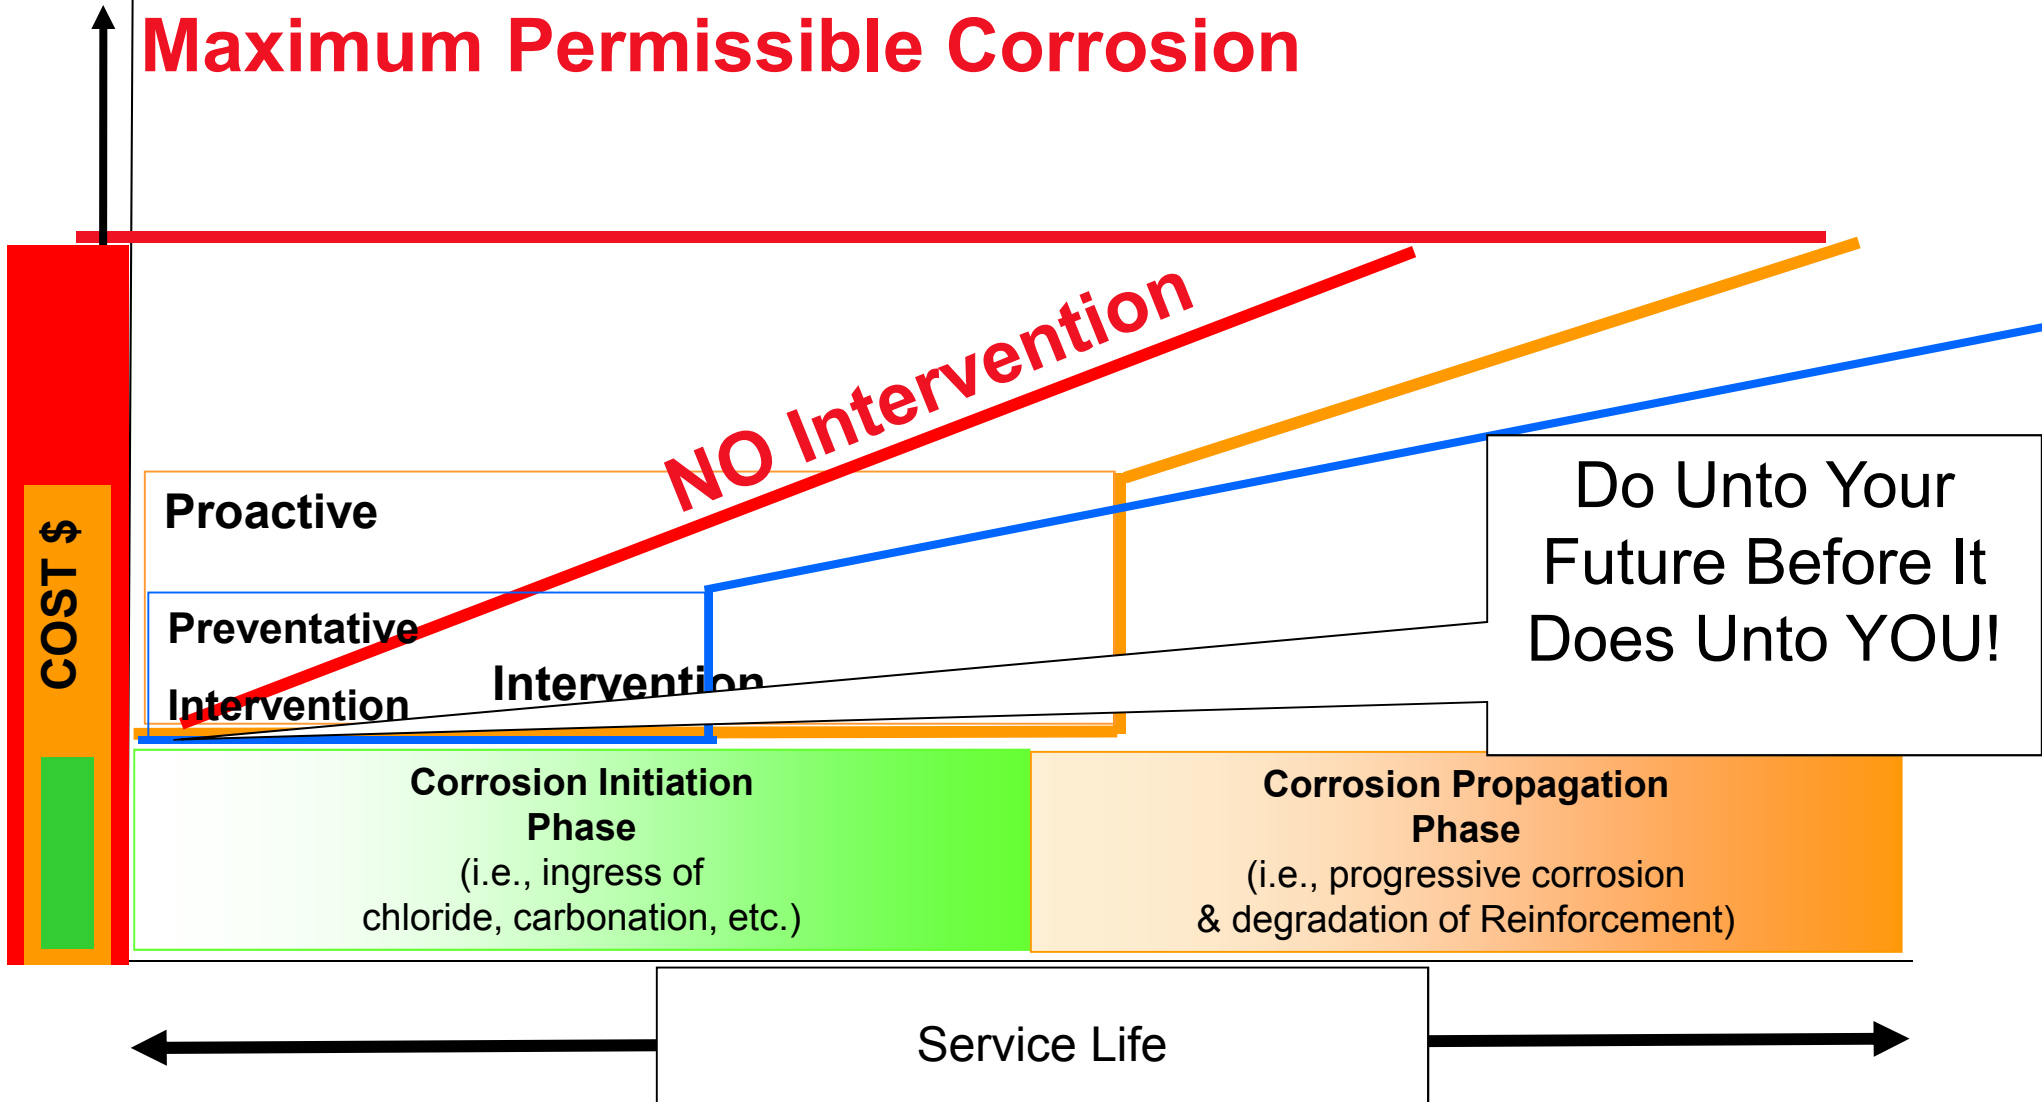 Maximum Permissible Corrosion
NO Intervention
Proactive
Preventative
Intervention
Intervention
COST $
Do Unto Your
Future Before It
Does Unto YOU!
Corrosion Initiation
Phase
(i.e., ingress of
chloride, carbonation, etc.)
Corrosion Propagation
Phase
(i.e., progressive corrosion
& degradation of Reinforcement)
Service Life